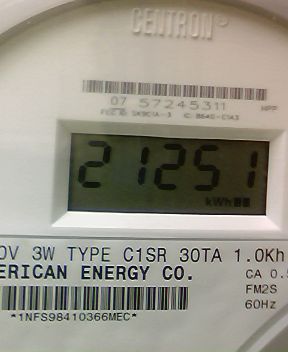 CENTRON®
07 57245311
21251
kWh
0V 3W TYPE C1SR 30TA 1.0Kh
ERICAN ENERGY CO.
CA 0.5
FM2S
60Hz
*1NFS98410366MEC*